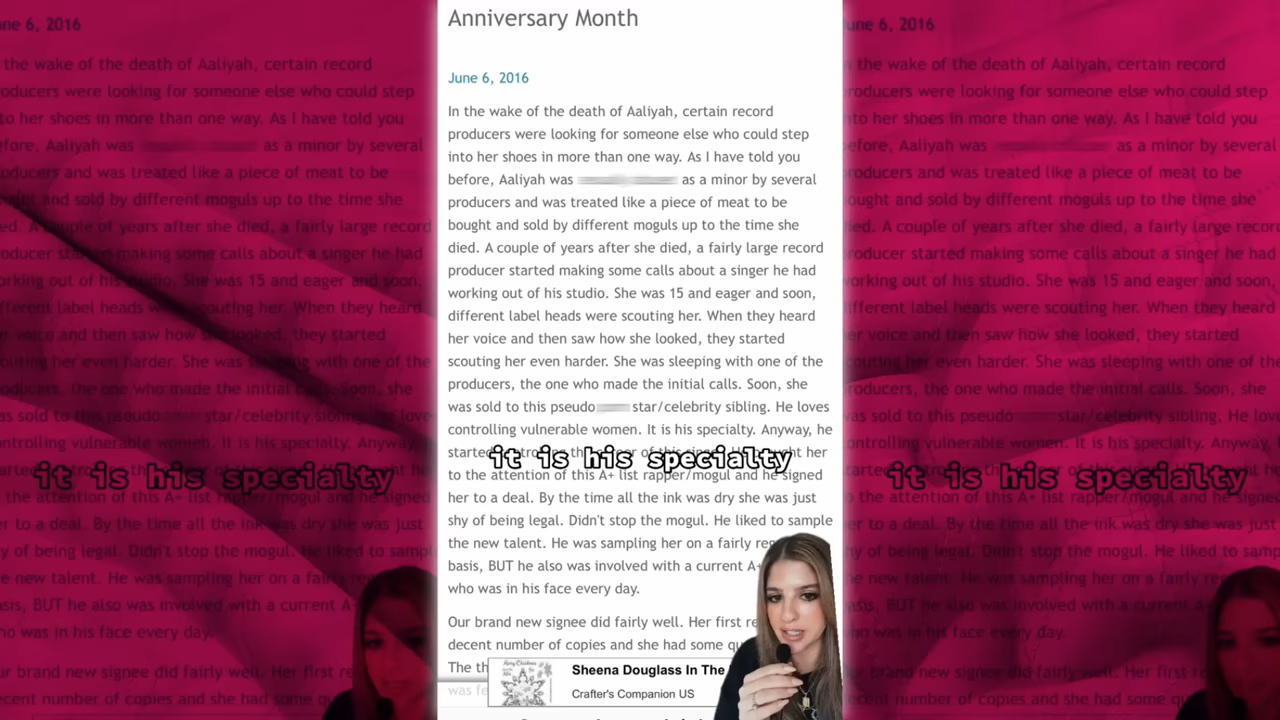 Anniversary Month
June 6, 2016
In the wake of the death of Aaliyah, certain record
producers were looking for someone else who could step
into her shoes in more than one way. As I have told you
before, Aaliyah was as a minor by several
producers and was treated like a piece of meat to be
bought and sold by different moguls up to the time she
died. A couple of years after she died, a fairly large record
producer started making some calls about a singer he had
working out of his studio. She was 15 and eager and soon,
different label heads were scouting her. When they heard
her voice and then saw how she looked, they started
scouting her even harder. She was sleeping with one of the
producers, the one who made the initial calls. Soon, she
was sold to this pseudo star/celebrity sibling. He loves
controlling vulnerable women. It is his specialty. Anyway, he
started
it is his specialty
to the attention of this A+ list rapper/mogul and he signed
her to a deal. By the time all the ink was dry she was just
shy of being legal. Didn't stop the mogul. He liked to sample
the new talent. He was sampling her on a fairly
basis, BUT he also was involved with a current
who was in his face every day.
Our brand new signee did fairly well. Her first
decent number of copies and she had some
Sheena Douglass In The
Crafter's Companion US